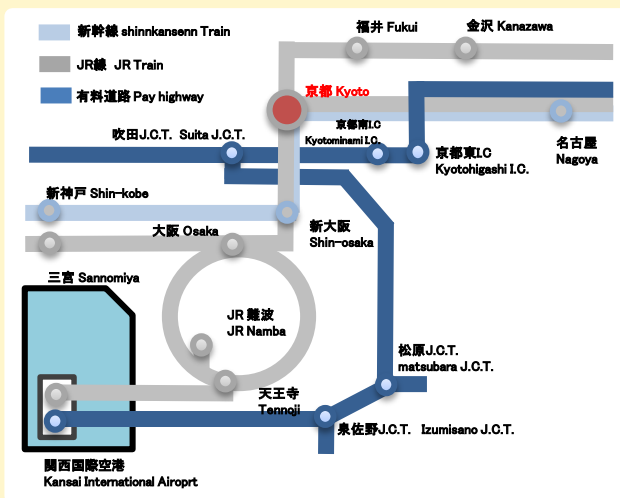 新幹線 shinnkansenn Train
JR線 JR Train
有料道路 Pay highway
福井 Fukui
金沢 Kanazawa
京都 Kyoto
京都南I.C
Kyotominami I.C.
吹田J.C.T. Suita J.C.T.
京都東I.C
Kyotohigashi I.C.
名古屋
Nagoya
新神戸 Shin-kobe
大阪 Osaka
新大阪
Shin-osaka
三宮 Sannomiya
JR 難波
JR Namba
松原J.C.T.
matsubara J.C.T.
天王寺
Tennoji
泉佐野J.C.T. Izumisano J.C.T.
関西国際空港
Kansai International Airoprt